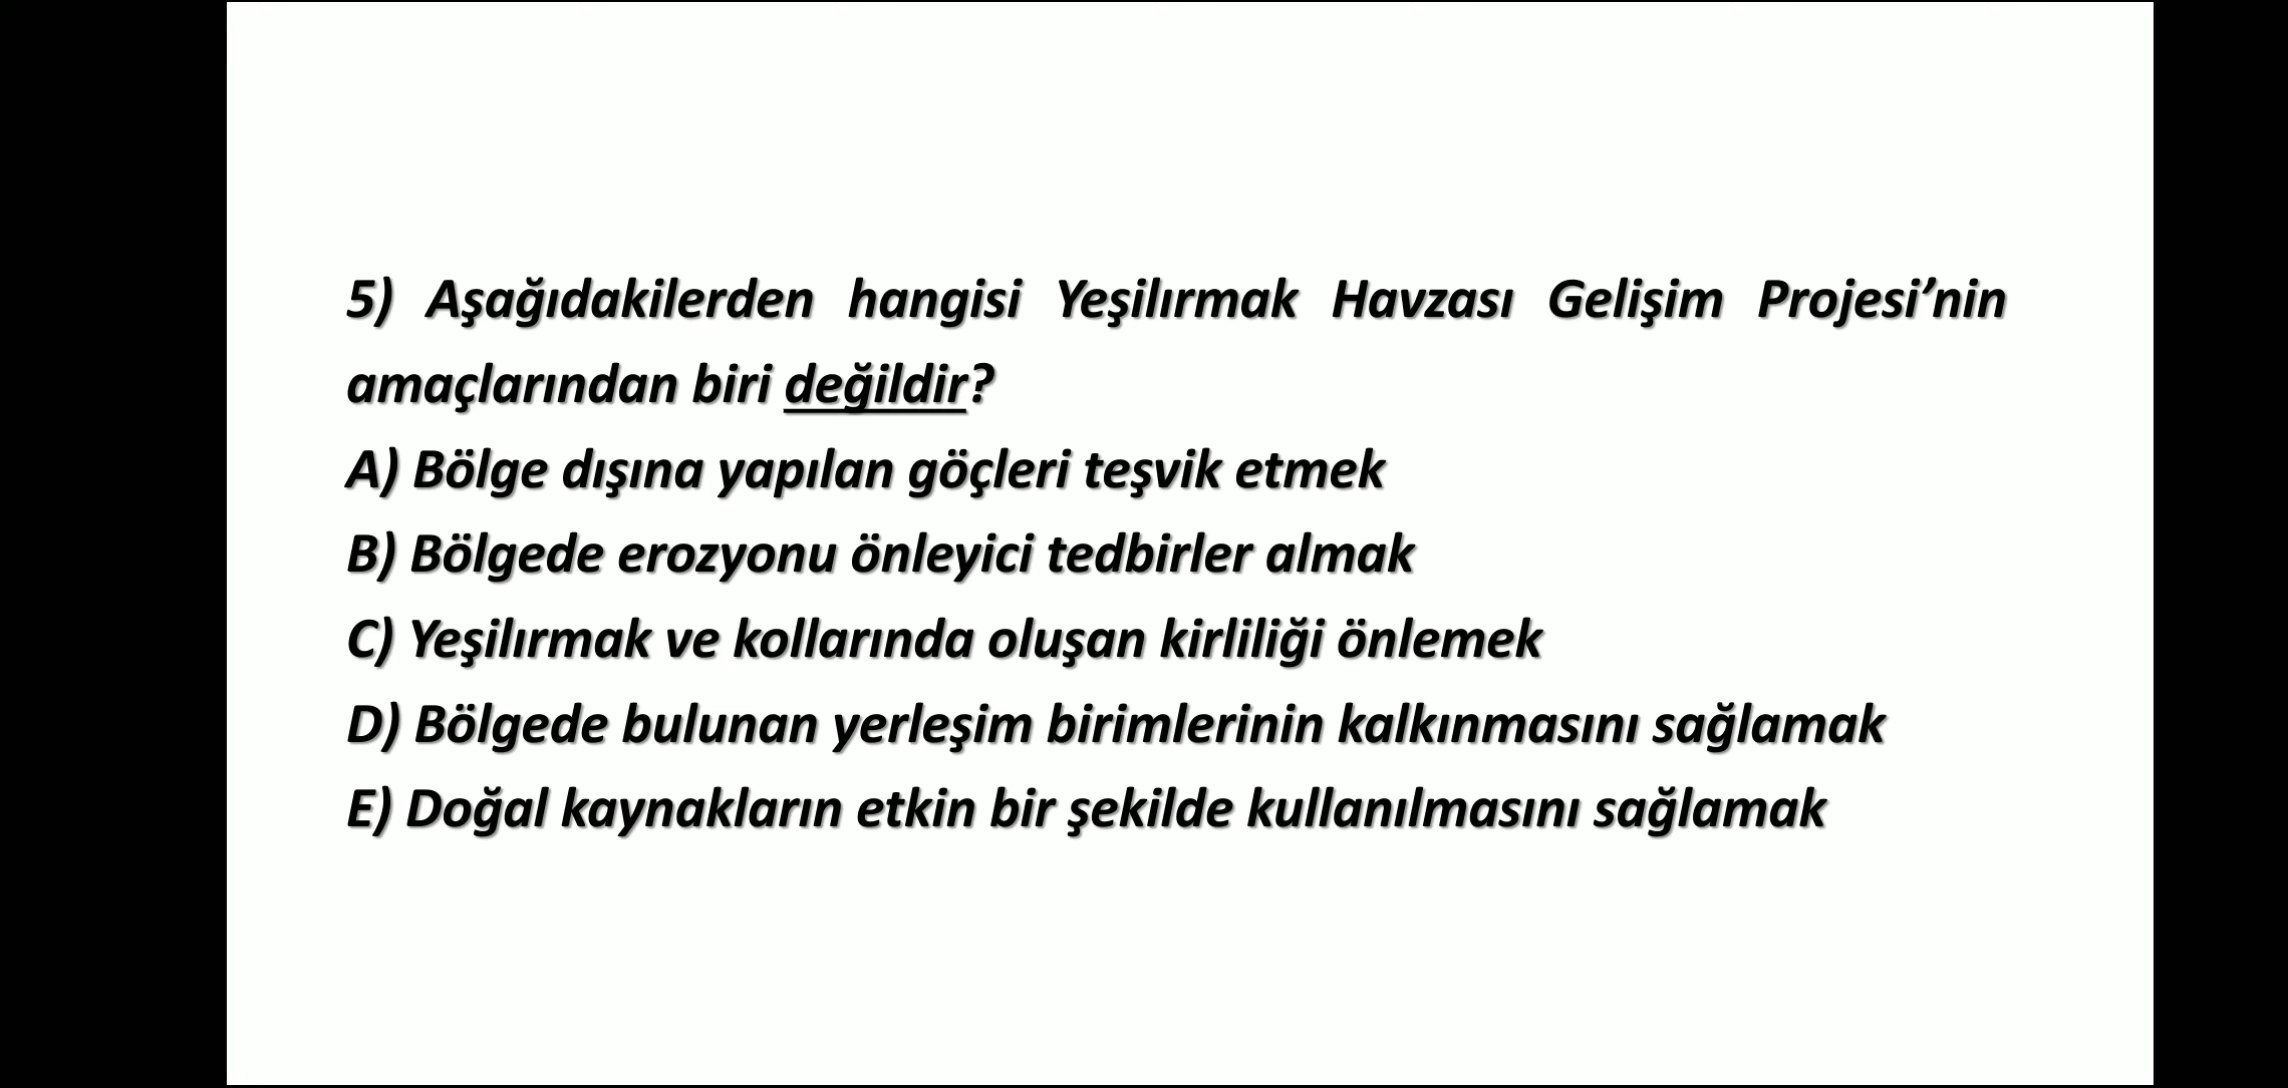 5) Aşağıdakilerden hangisi Yeşilırmak Havzası Gelişim Projesi’nin
amaçlarından biri değildir?
A) Bölge dışına yapılan göçleri teşvik etmek
B) Bölgede erozyonu önleyici tedbirler almak
C) Yeşilırmak ve kollarında oluşan kirliliği önlemek
D) Bölgede bulunan yerleşim birimlerinin kalkınmasını sağlamak
E) Doğal kaynakların etkin bir şekilde kullanılmasını sağlamak